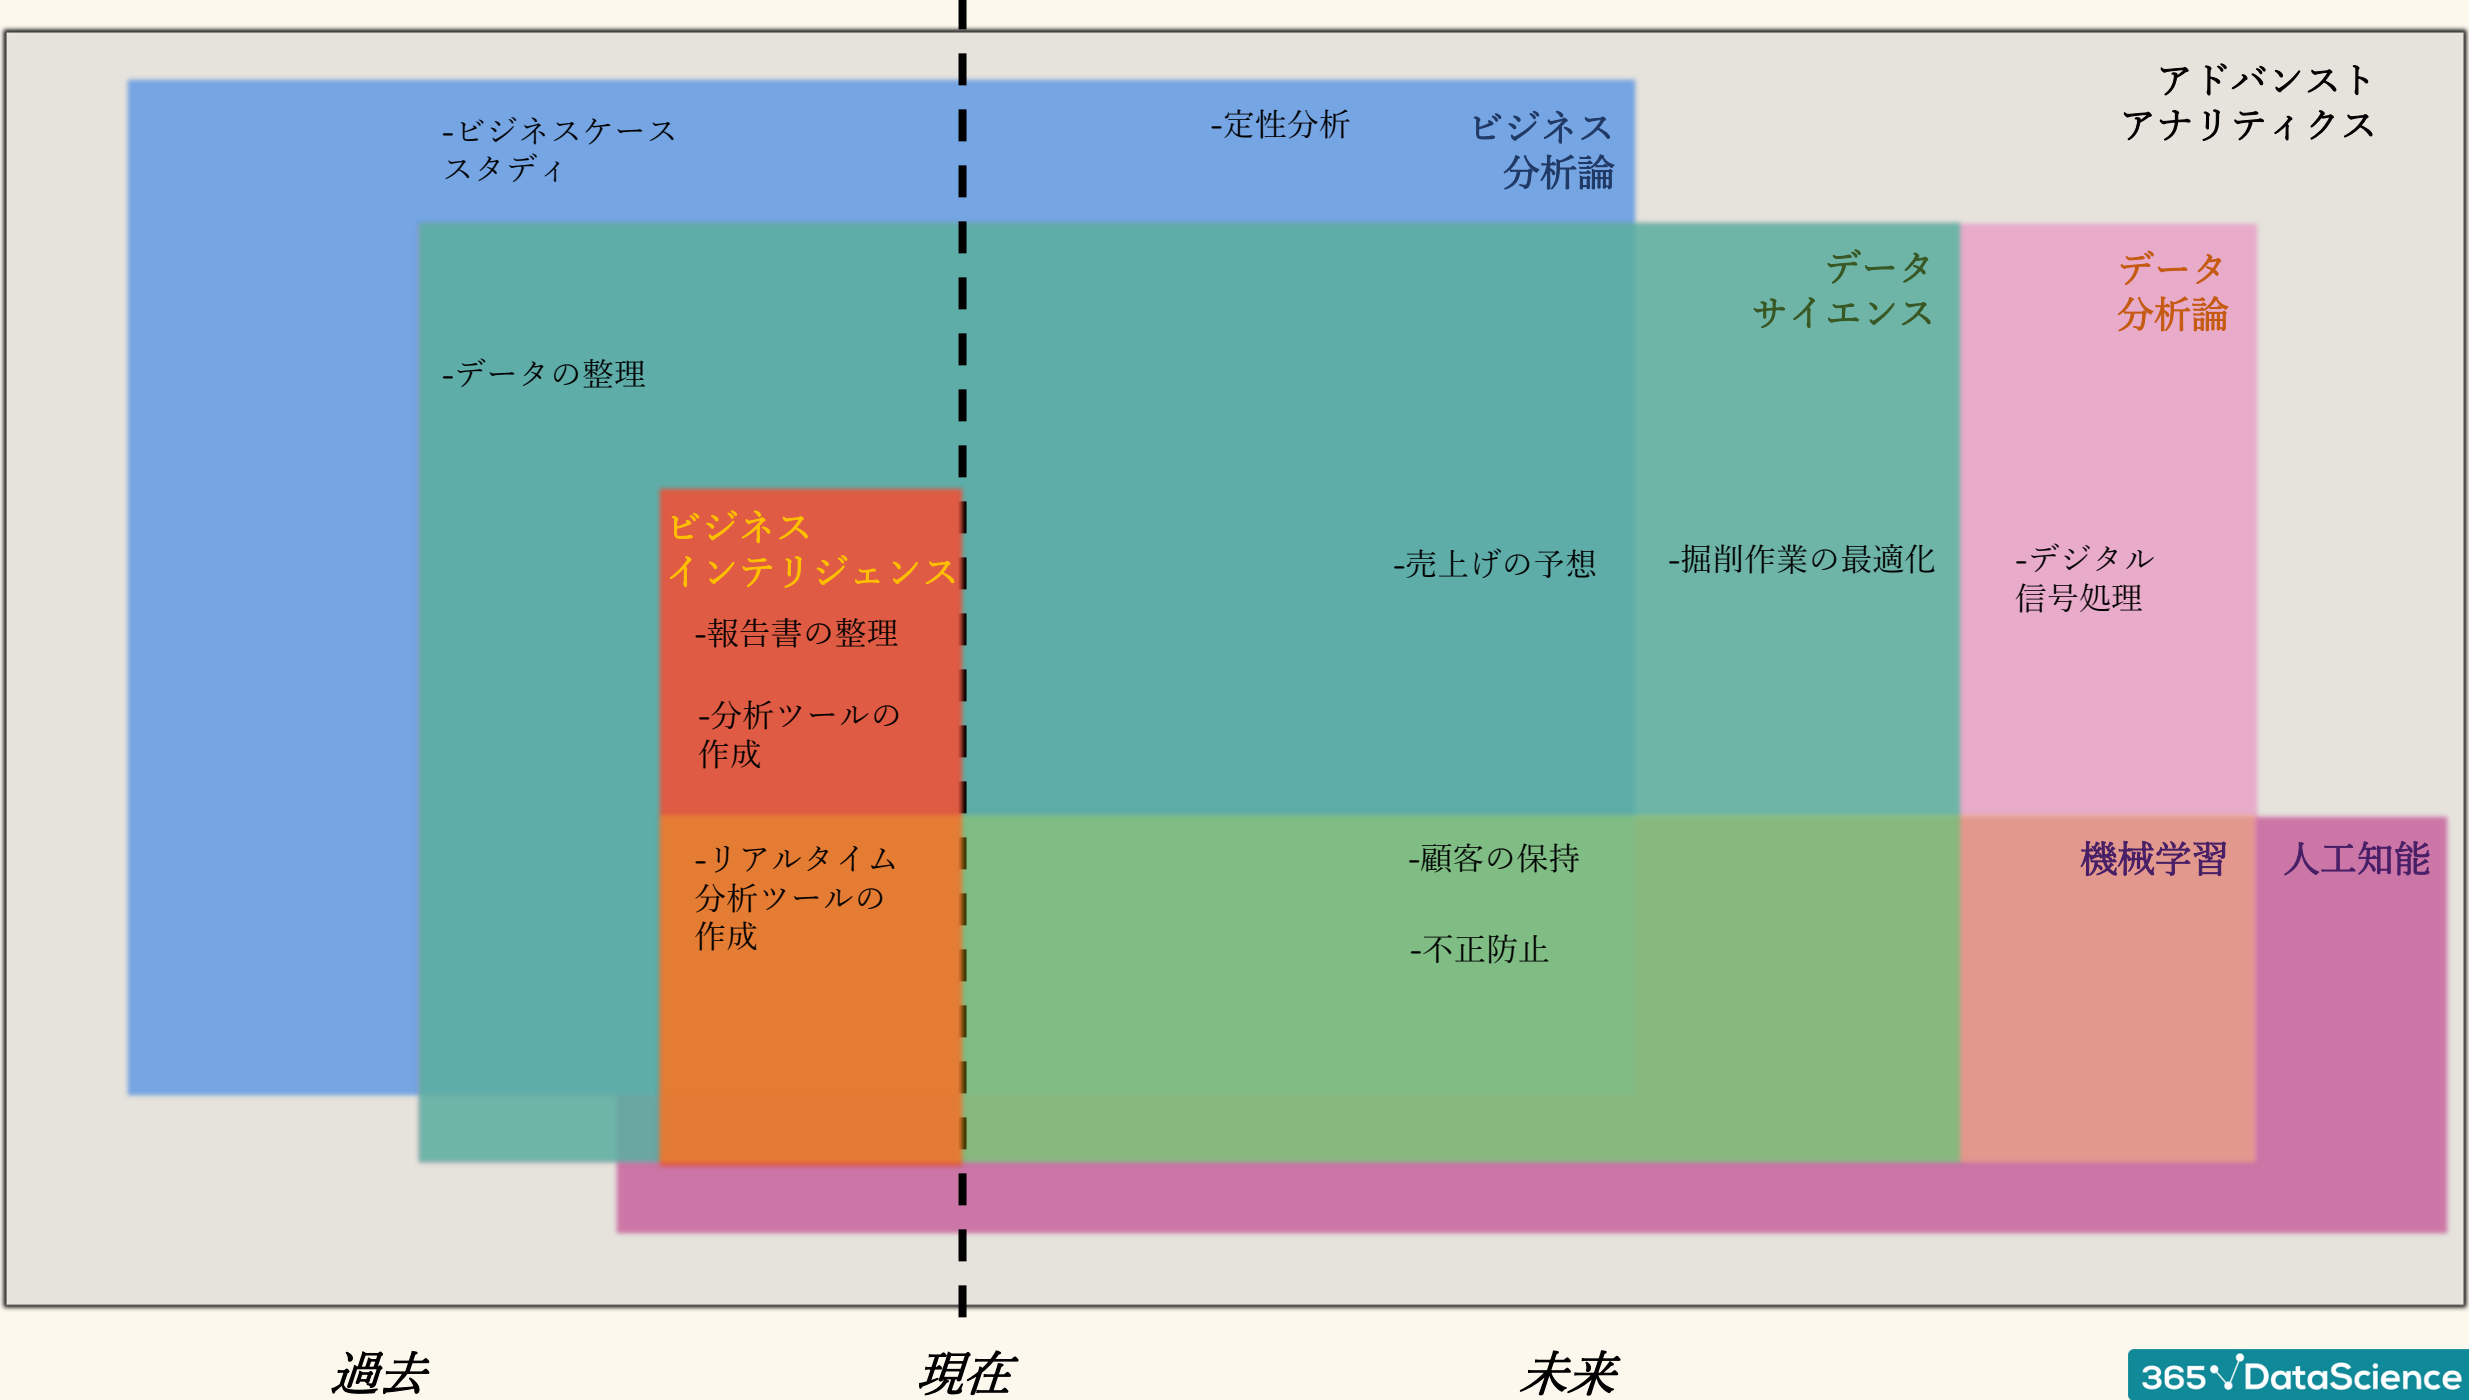 アドバンスト
アナリティクス
-ビジネスケース
スタディ
-定性分析
ビジネス
分析論
データ
サイエンス
データ
分析論
-データの整理
ビジネス
インテリジェンス
-報告書の整理
-分析ツールの
作成
-売上げの予想
-掘削作業の最適化
-デジタル
信号処理
-リアルタイム
分析ツールの
作成
-顧客の保持
-不正防止
機械学習
人工知能
過去
現在
未来
365 DataScience